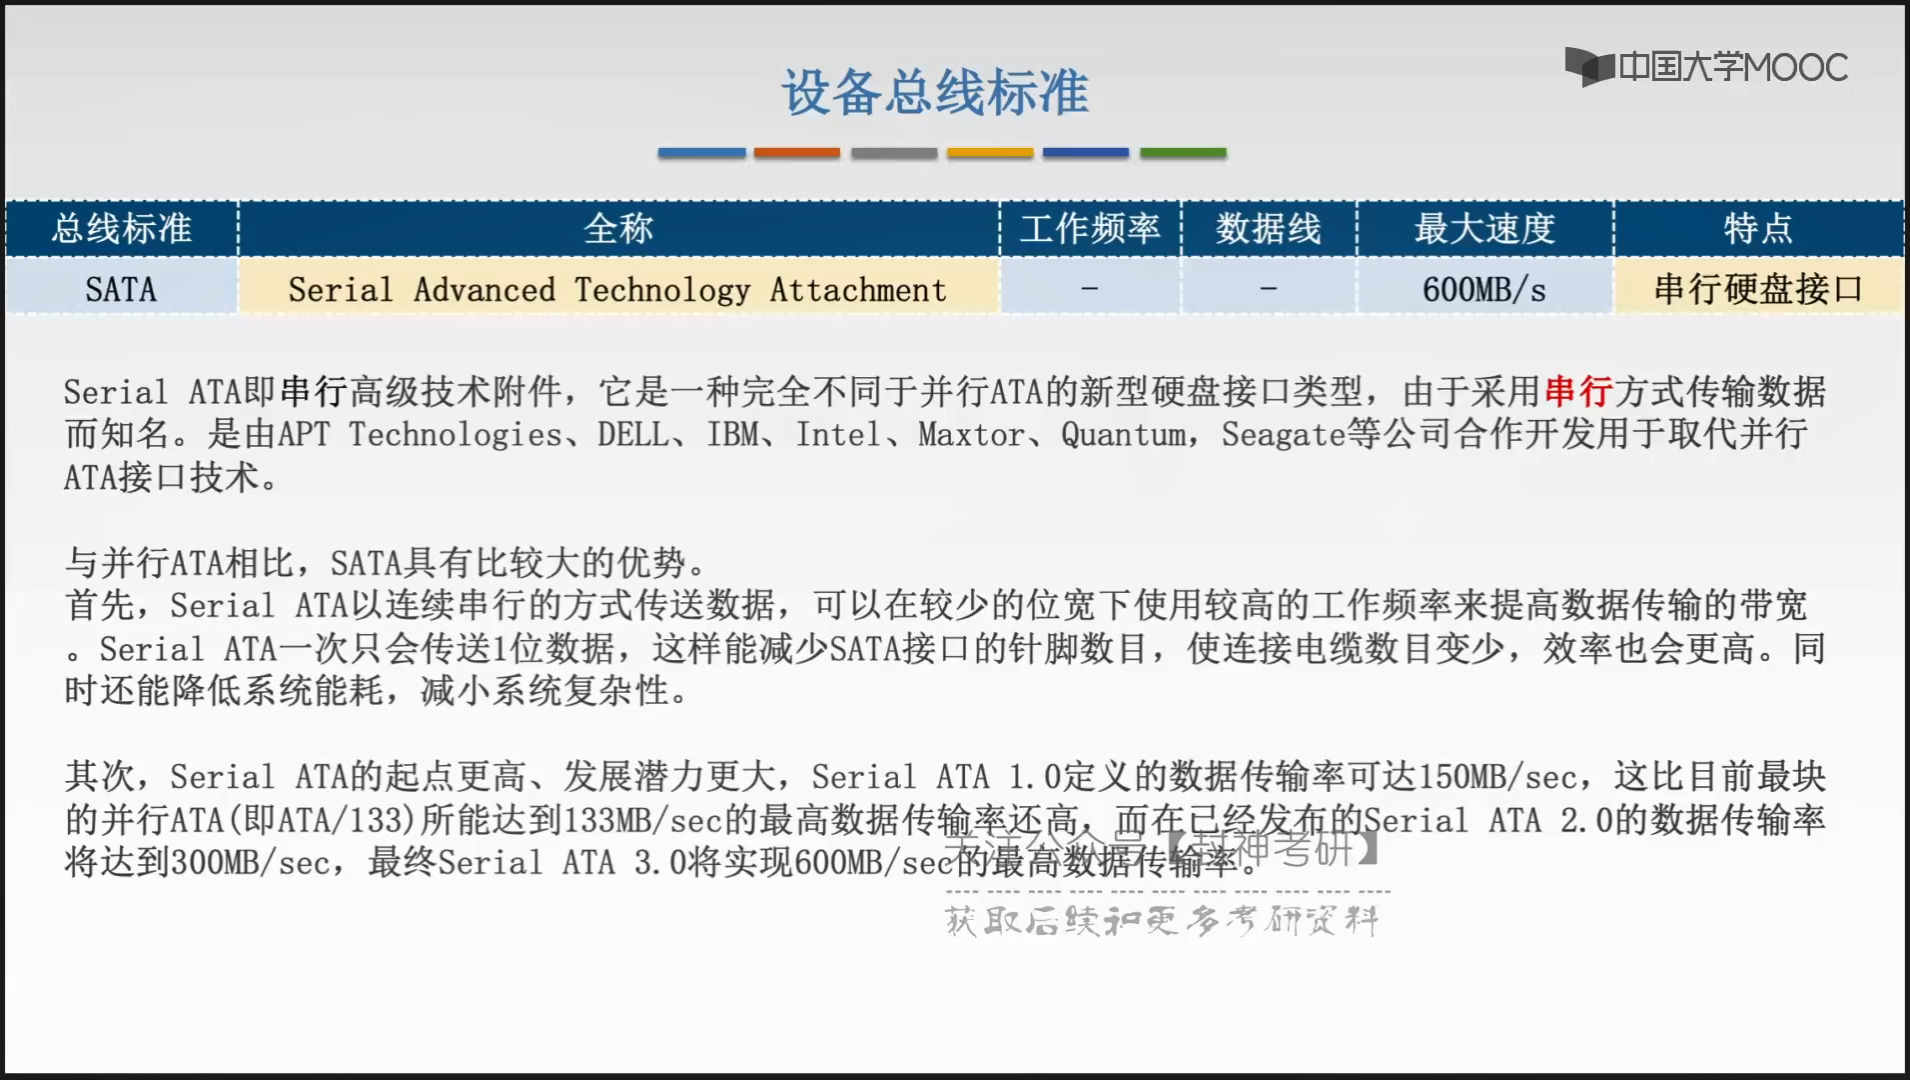 中国大学MOOC
设备总线标准
总线标准 全称 工作频率 数据线 最大速度 特点
SATA Serial Advanced Technology Attachment - - 600MB/s 串行硬盘接口
Serial ATA即串行高级技术附件，它是一种完全不同于并行ATA的新型硬盘接口类型，由于采用串行方式传输数据
而知名。是由APT Technologies、DELL、IBM、Intel、Maxtor、Quantum，Seagate等公司合作开发用于取代并行
ATA接口技术。
与并行ATA相比，SATA具有比较大的优势。
首先，Serial ATA以连续串行的方式传送数据，可以在较少的位宽下使用较高的工作频率来提高数据传输的带宽
。Serial ATA一次只会传送1位数据，这样能减少SATA接口的针脚数目，使连接电缆数目变少，效率也会更高。同
时还能降低系统能耗，减小系统复杂性。
其次，Serial ATA的起点更高、发展潜力更大，Serial ATA 1.0定义的数据传输率可达150MB/sec，这比目前最块
的并行ATA(即ATA/133)所能达到133MB/sec的最高数据传输率还高，而在已经发布的Serial ATA 2.0的数据传输率
将达到300MB/sec，最终Serial ATA 3.0将实现600MB/sec的最高数据传输率。
关注公众号【封神考研】
获取后续和更多考研资料